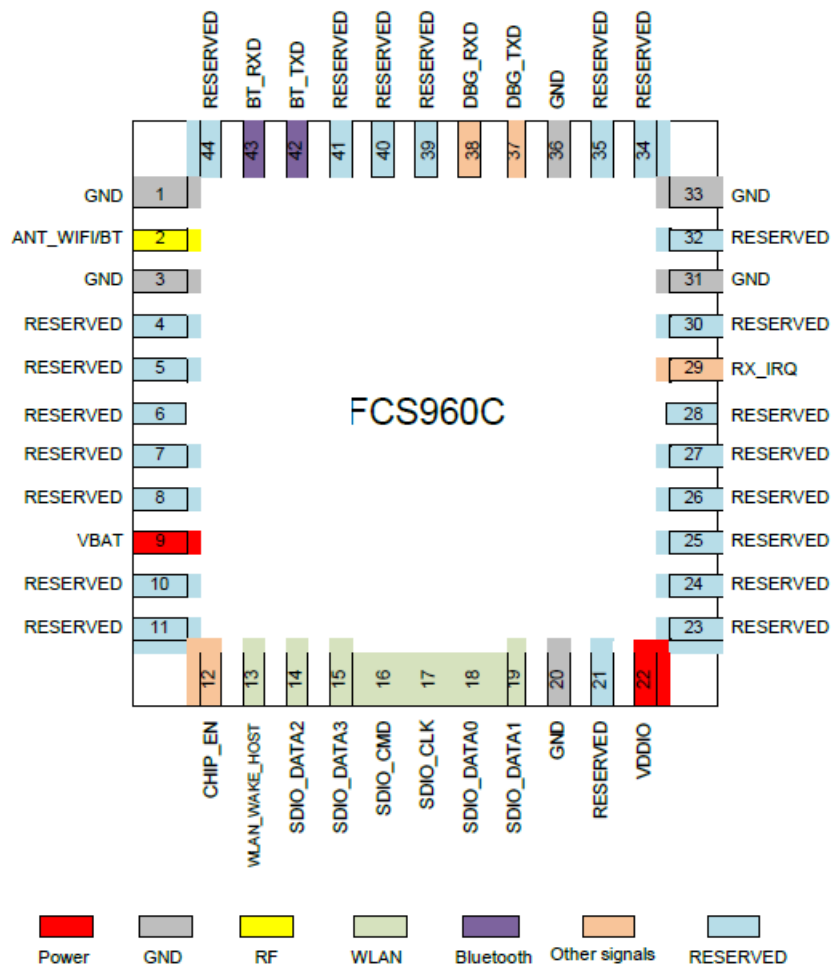 RESERVED
BT_RXD
BT_TXD
RESERVED
RESERVED
RESERVED
DBG_RXD
DBG_TXD
GND
RESERVED
RESERVED
44
43
42
41
40
39
38
37
36
35
34
GND 1
ANT_WIFI/BT 2
GND 3
RESERVED 4
RESERVED 5
RESERVED 6
RESERVED 7
RESERVED 8
VBAT 9
RESERVED 10
RESERVED 11
FCS960C
33 GND
32 RESERVED
31 GND
30 RESERVED
29 RX_IRQ
28 RESERVED
27 RESERVED
26 RESERVED
25 RESERVED
24 RESERVED
23 RESERVED
12
13
14
15
16
17
18
19
20
21
22
CHIP_EN
WLAN_WAKE_HOST
SDIO_DATA2
SDIO_DATA3
SDIO_CMD
SDIO_CLK
SDIO_DATA0
SDIO_DATA1
GND
RESERVED
VDDIO
Power GND RF WLAN Bluetooth Other signals RESERVED